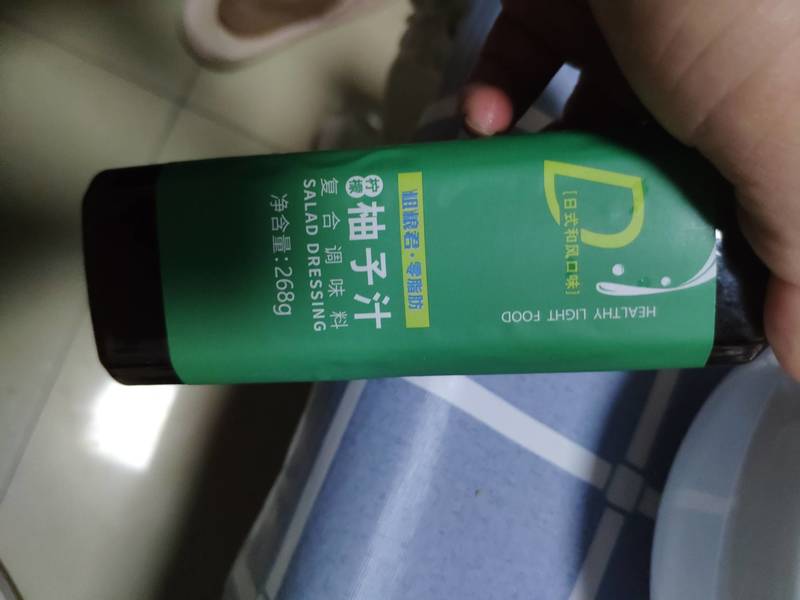 HEALTHY LIGHT FOOD
[日式和风口味]
粗粮君·零脂肪
柠檬
柚子汁
复合调味料
SALAD DRESSING
净含量:268g